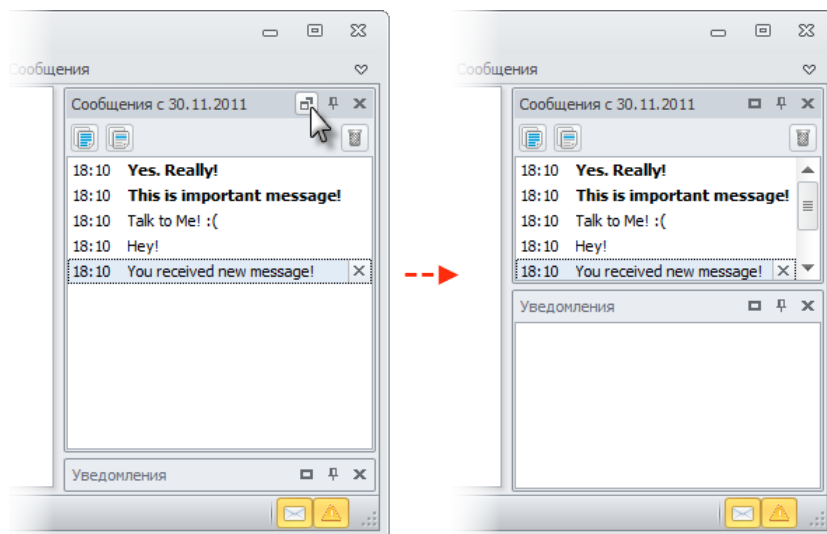 Сообщения
Сообщения с 30.11.2011
18:10 Yes. Really!
18:10 This is important message!
18:10 Talk to Me! :(
18:10 Hey!
18:10 You received new message!
Уведомления
Сообщения
Сообщения с 30.11.2011
18:10 Yes. Really!
18:10 This is important message!
18:10 Talk to Me! :(
18:10 Hey!
18:10 You received new message!
Уведомления